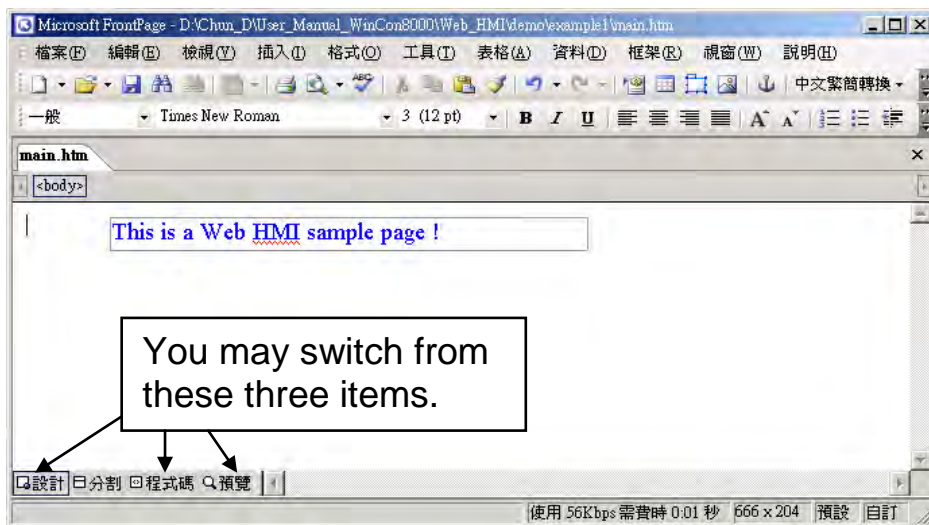 Microsoft FrontPage - D:\Chun_D\User_Manual_WinCon8000\Web_HMI\demo\example1\main.htm
檔案(F) 編輯(E) 檢視(V) 插入(I) 格式(O) 工具(T) 表格(A) 資料(D) 框架(R) 視窗(W) 說明(H)
中文繁簡轉換
一般 Times New Roman 3 (12 pt) B I U A A
main.htm
<body>
This is a Web HMI sample page !
You may switch from
these three items.
設計 分割 程式碼 預覽
使用 56Kbps 需費時 0:01 秒 666 x 204 預設 自訂